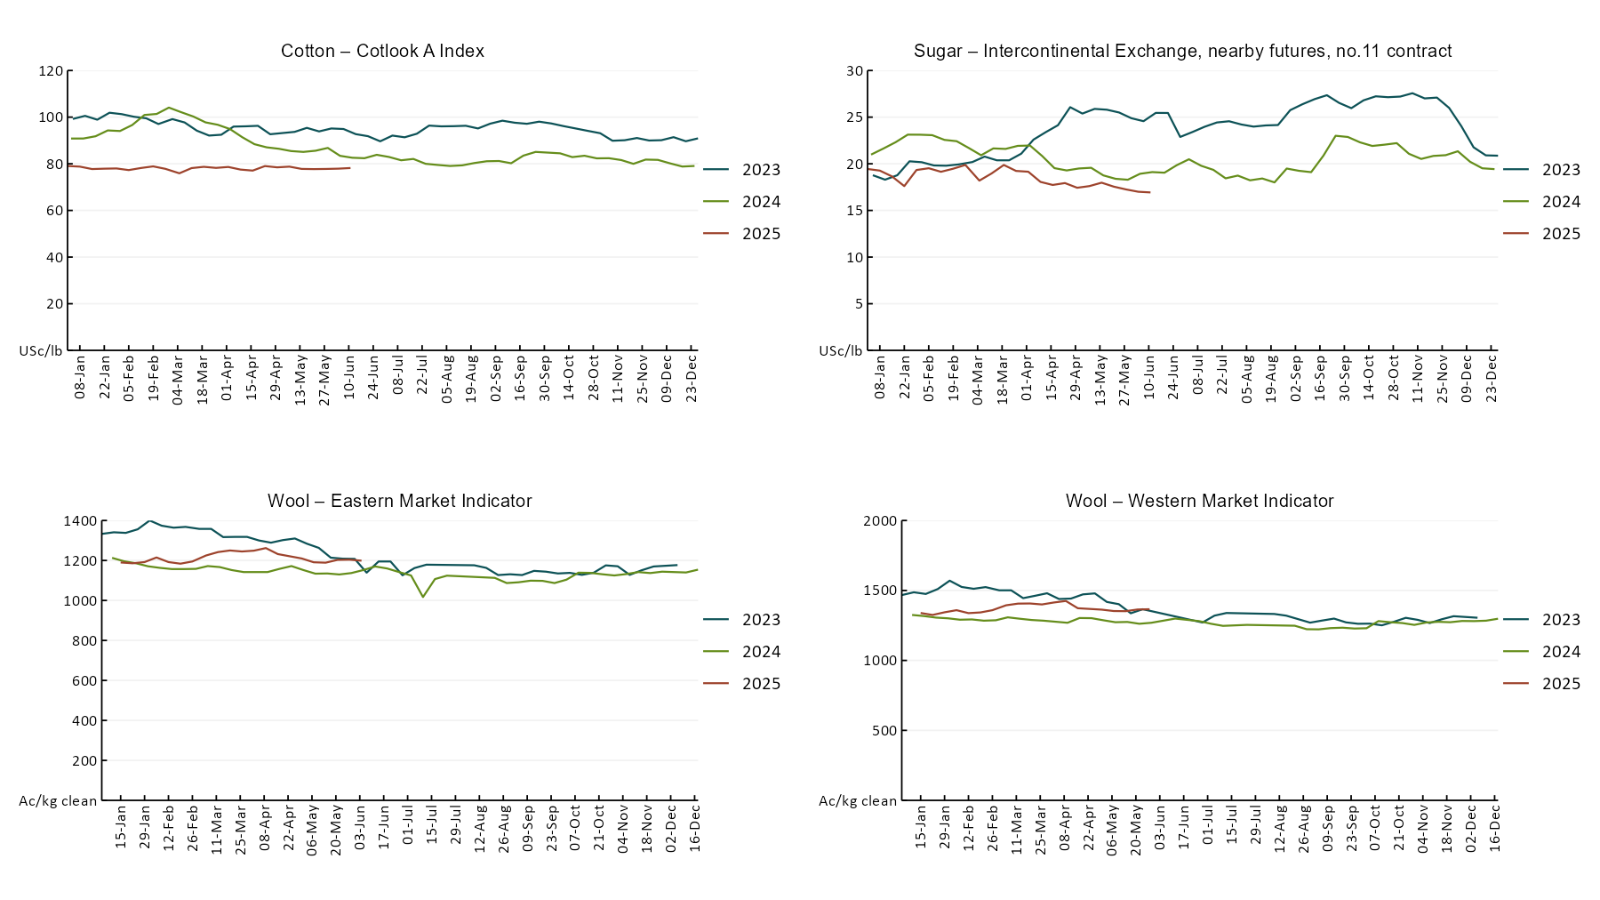 Cotton – Cotlook A Index
120
100
80
60
40
20
USc/lb
08-Jan
22-Jan
05-Feb
19-Feb
04-Mar
18-Mar
01-Apr
15-Apr
29-Apr
13-May
27-May
10-Jun
24-Jun
08-Jul
22-Jul
05-Aug
19-Aug
02-Sep
16-Sep
30-Sep
14-Oct
28-Oct
11-Nov
25-Nov
09-Dec
23-Dec
2023
2024
2025
Sugar – Intercontinental Exchange, nearby futures, no.11 contract
30
25
20
15
10
5
USc/lb
08-Jan
22-Jan
05-Feb
19-Feb
04-Mar
18-Mar
01-Apr
15-Apr
29-Apr
13-May
27-May
10-Jun
24-Jun
08-Jul
22-Jul
05-Aug
19-Aug
02-Sep
16-Sep
30-Sep
14-Oct
28-Oct
11-Nov
25-Nov
09-Dec
23-Dec
2023
2024
2025
Wool – Eastern Market Indicator
1400
1200
1000
800
600
400
200
Ac/kg clean
15-Jan
29-Jan
12-Feb
26-Feb
11-Mar
25-Mar
08-Apr
22-Apr
06-May
20-May
03-Jun
17-Jun
01-Jul
15-Jul
29-Jul
12-Aug
26-Aug
09-Sep
23-Sep
07-Oct
21-Oct
04-Nov
18-Nov
02-Dec
16-Dec
2023
2024
2025
Wool – Western Market Indicator
2000
1500
1000
500
Ac/kg clean
15-Jan
29-Jan
12-Feb
26-Feb
11-Mar
25-Mar
08-Apr
22-Apr
06-May
20-May
03-Jun
17-Jun
01-Jul
15-Jul
29-Jul
12-Aug
26-Aug
09-Sep
23-Sep
07-Oct
21-Oct
04-Nov
18-Nov
02-Dec
16-Dec
2023
2024
2025